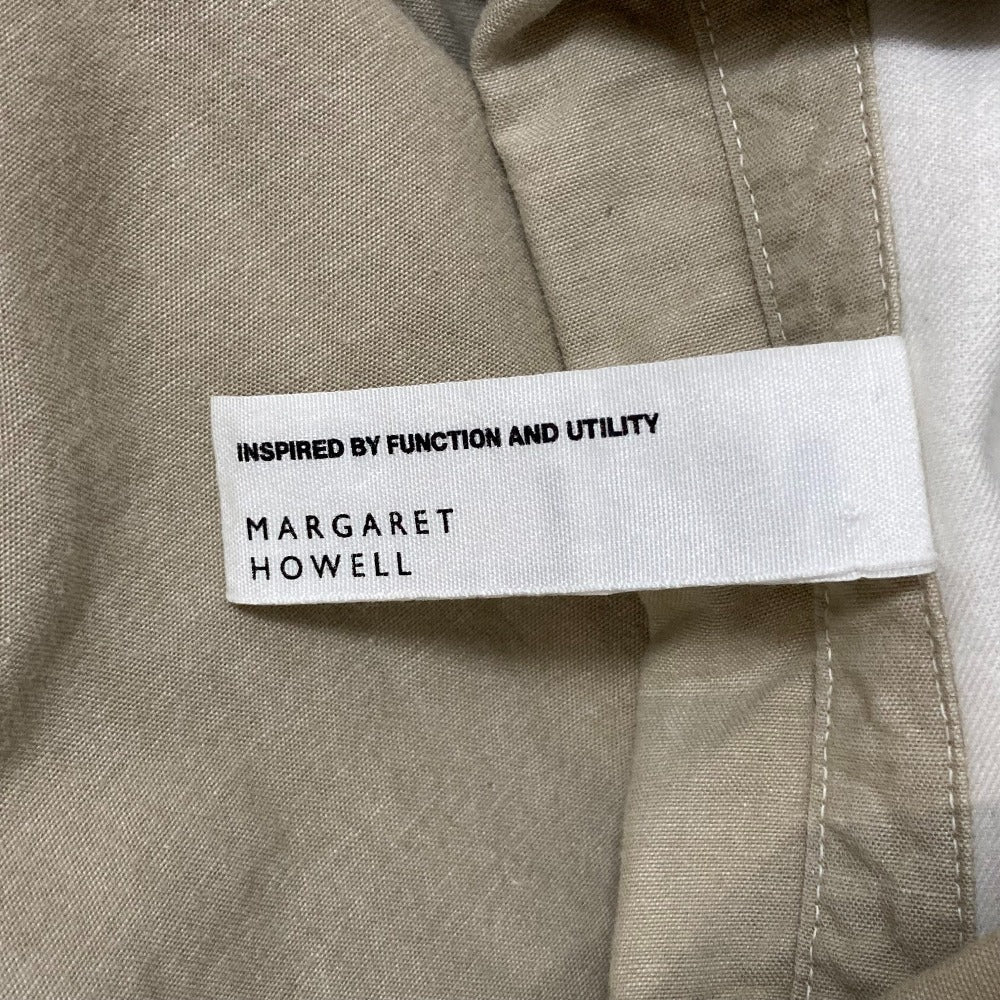 INSPIRED BY FUNCTION AND UTILITY
MARGARET
HOWELL